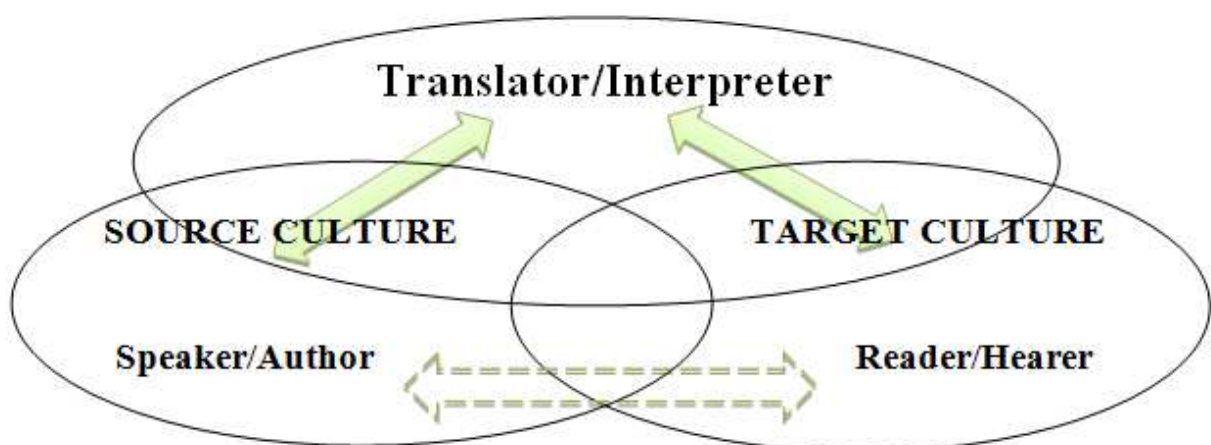 Translator/Interpreter
SOURCE CULTURE
TARGET CULTURE
Speaker/Author
Reader/Hearer